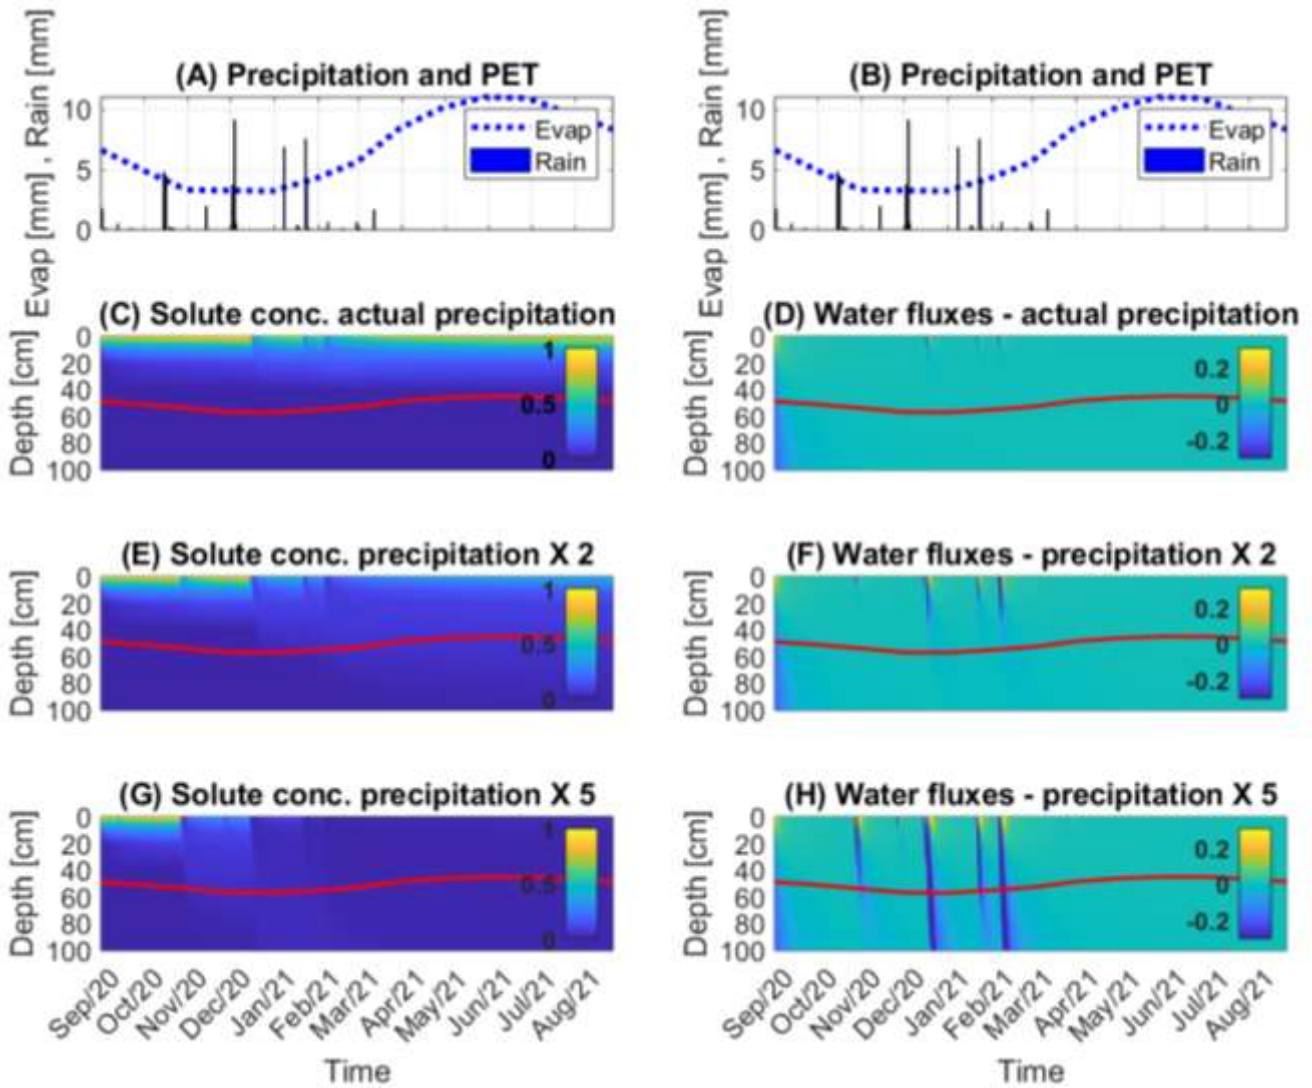 (A) Precipitation and PET
Evap [mm] , Rain [mm]
10
5
0
Evap
Rain
(B) Precipitation and PET
Evap [mm] , Rain [mm]
10
5
0
Evap
Rain
(C) Solute conc. actual precipitation
Depth [cm]
0
20
40
60
80
100
1
0.5
0
(D) Water fluxes - actual precipitation
Depth [cm]
0
20
40
60
80
100
0.2
0
-0.2
(E) Solute conc. precipitation X 2
Depth [cm]
0
20
40
60
80
100
1
0.5
0
(F) Water fluxes - precipitation X 2
Depth [cm]
0
20
40
60
80
100
0.2
0
-0.2
(G) Solute conc. precipitation X 5
Depth [cm]
0
20
40
60
80
100
1
0.5
0
Sep/20
Oct/20
Nov/20
Dec/20
Jan/21
Feb/21
Mar/21
Apr/21
May/21
Jun/21
Jul/21
Aug/21
Time
(H) Water fluxes - precipitation X 5
Depth [cm]
0
20
40
60
80
100
0.2
0
-0.2
Sep/20
Oct/20
Nov/20
Dec/20
Jan/21
Feb/21
Mar/21
Apr/21
May/21
Jun/21
Jul/21
Aug/21
Time